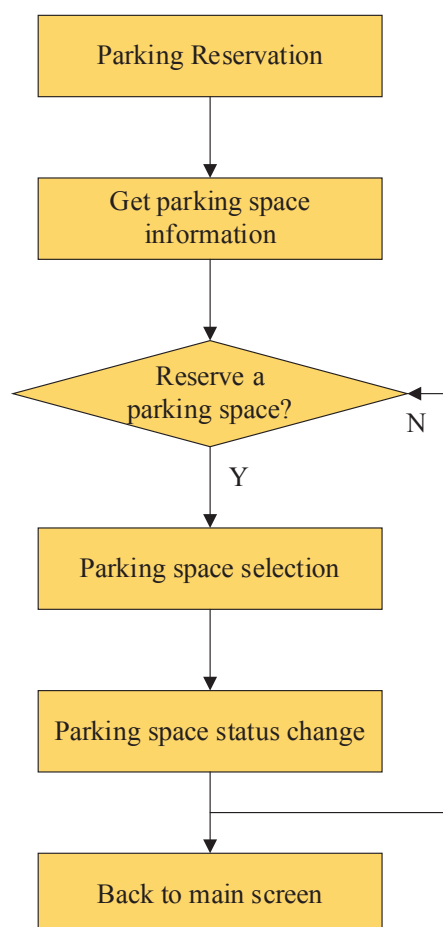 Parking Reservation
Get parking space
information
Reserve a
parking space?
N
Y
Parking space selection
Parking space status change
Back to main screen